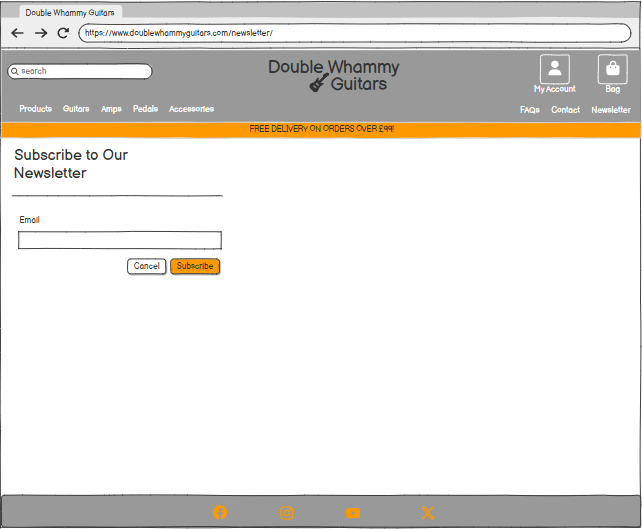 Double Whammy Guitars
https://www.doublewhammyguitars.com/newsletter/
search
Double Whammy
Guitars
My Account
Bag
Products Guitars Amps Pedals Accessories
FAQs Contact Newsletter
FREE DELIVERY ON ORDERS OVER £99!
Subscribe to Our
Newsletter
Email
Cancel Subscribe